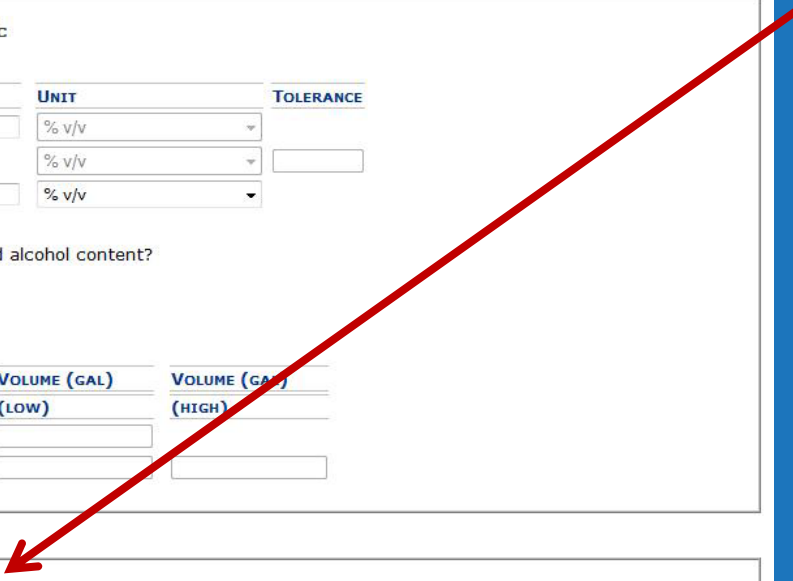 c
UNIT TOLERANCE
% v/v
% v/v
% v/v
alcohol content?
VOLUME (GAL) VOLUME (GAL)
(LOW) (HIGH)